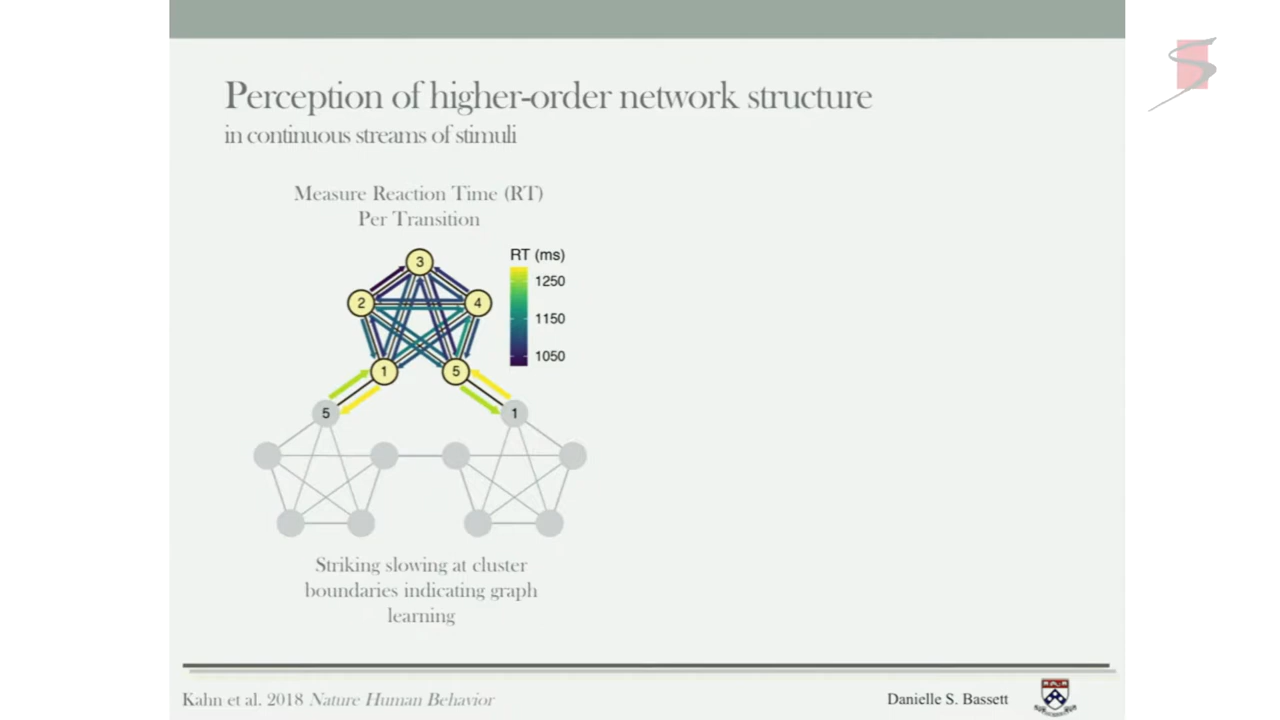 Perception of higher-order network structure
in continuous streams of stimuli
Measure Reaction Time (RT)
Per Transition
3
RT (ms)
1250
2
4
1150
1050
1
5
5
1
Striking slowing at cluster
boundaries indicating graph
learning
Kahn et al. 2018 Nature Human Behavior
Danielle S. Bassett
S